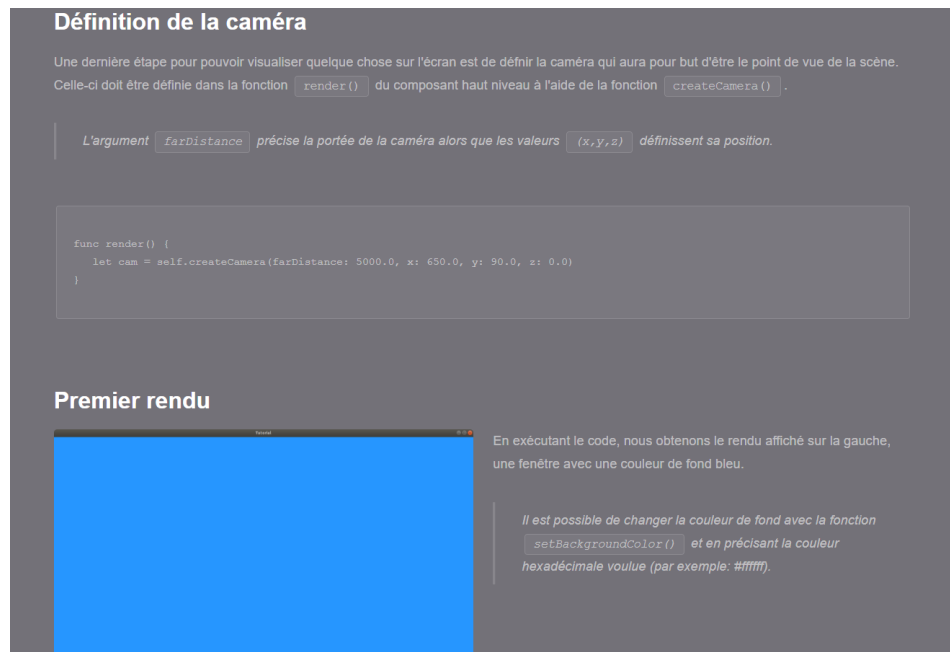 Définition de la caméra
Une dernière étape pour pouvoir visualiser quelque chose sur l'écran est de défnir la caméra qui aura pour but d'être le point de vue de la scène.
Celle-ci doit être définie dans la fonction render() du composant haut niveau à l'aide de la fonction createCamera() .
L'argument farDistance précise la portée de la caméra alors que les valeurs (x,y,z) définissent sa position.
func render() {
let cam = self.createCamera(farDistance: 5000.0, x: 650.0, y: 90.0, z: 0.0)
}
Premier rendu
Tutorial
En exécutant le code, nous obtenons le rendu affiché sur la gauche,
une fenêtre avec une couleur de fond bleu.
Il est possible de changer la couleur de fond avec la fonction
setBackgroundColor() et en précisant la couleur
hexadécimale voulue (par exemple: #ffffff).